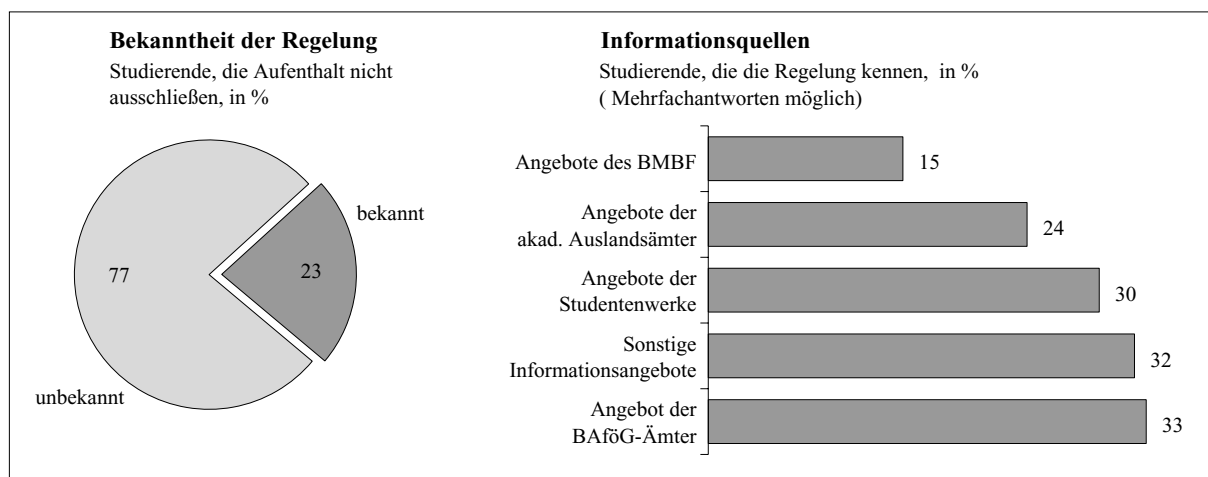 Bekanntheit der Regelung
Studierende, die Aufenthalt nicht
ausschließen, in %
bekannt
77
23
unbekannt
Informationsquellen
Studierende, die die Regelung kennen, in %
( Mehrfachantworten möglich)
Angebote des BMBF
15
Angebote der
akad. Auslandsämter
24
Angebote der
Studentenwerke
30
Sonstige
Informationsangebote
32
Angebot der
BAföG-Ämter
33